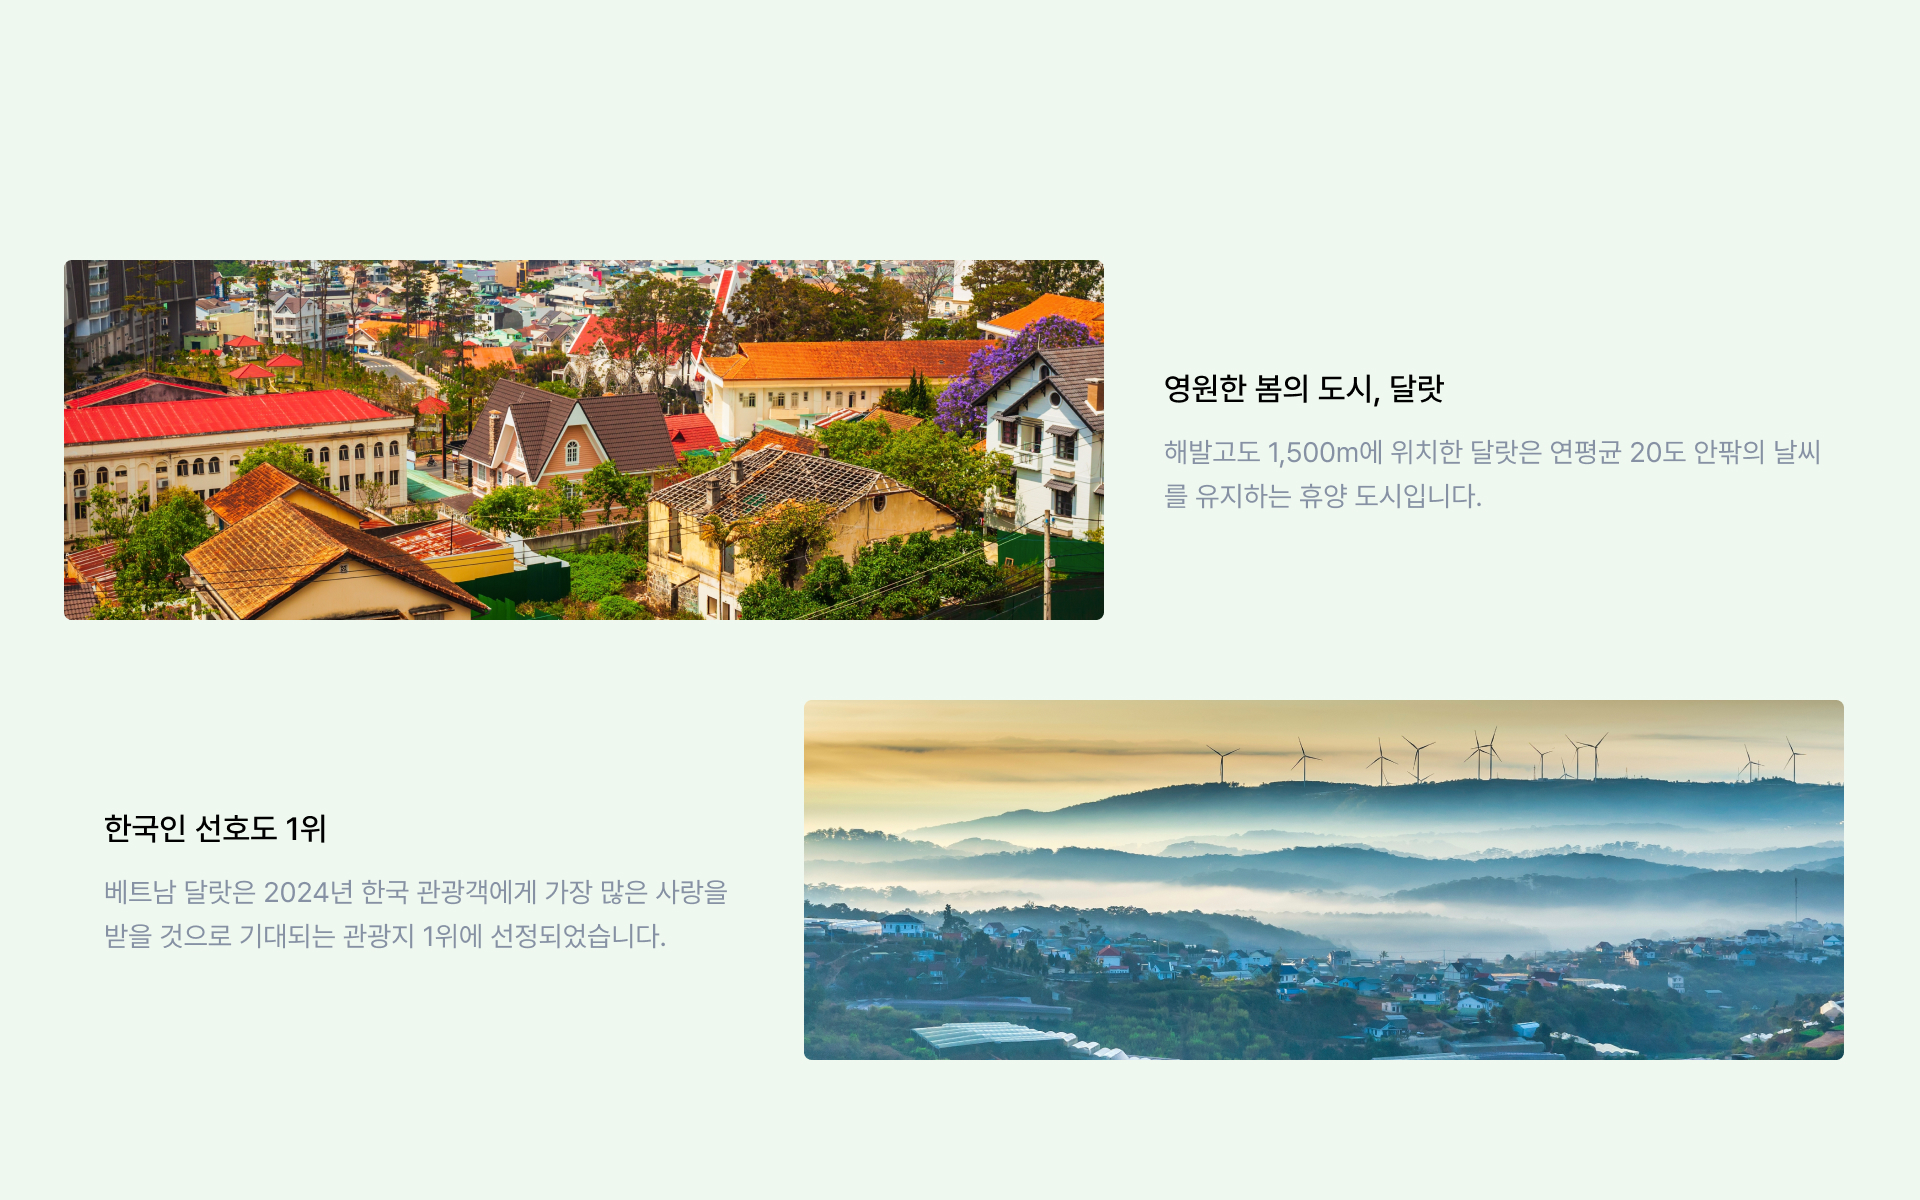 영원한 봄의 도시, 달랏
해발고도 1,500m에 위치한 달랏은 연평균 20도 안팎의 날씨
를 유지하는 휴양 도시입니다.
한국인 선호도 1위
베트남 달랏은 2024년 한국 관광객에게 가장 많은 사랑을
받을 것으로 기대되는 관광지 1위에 선정되었습니다.